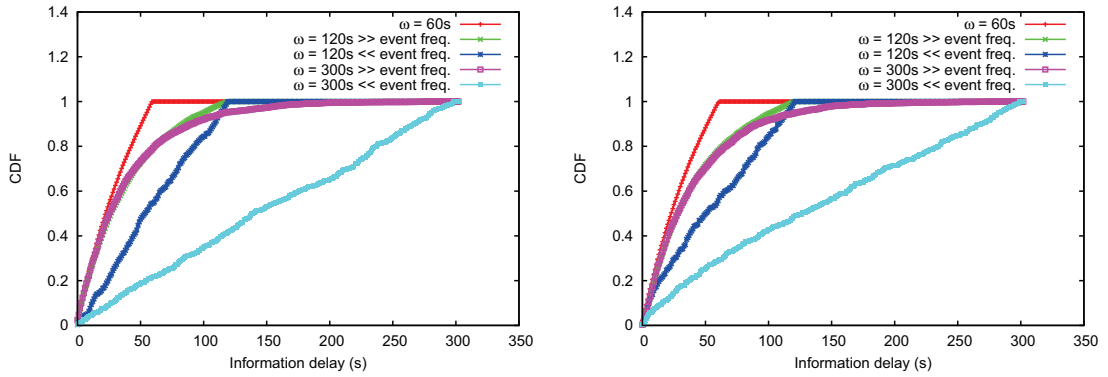 1.4
1.2
1
0.8
0.6
0.4
0.2
0
CDF
0 50 100 150 200 250 300 350
Information delay (s)
ω = 60s
ω = 120s >> event freq.
ω = 120s << event freq.
ω = 300s >> event freq.
ω = 300s << event freq.
1.4
1.2
1
0.8
0.6
0.4
0.2
0
CDF
0 50 100 150 200 250 300 350
Information delay (s)
ω = 60s
ω = 120s >> event freq.
ω = 120s << event freq.
ω = 300s >> event freq.
ω = 300s << event freq.